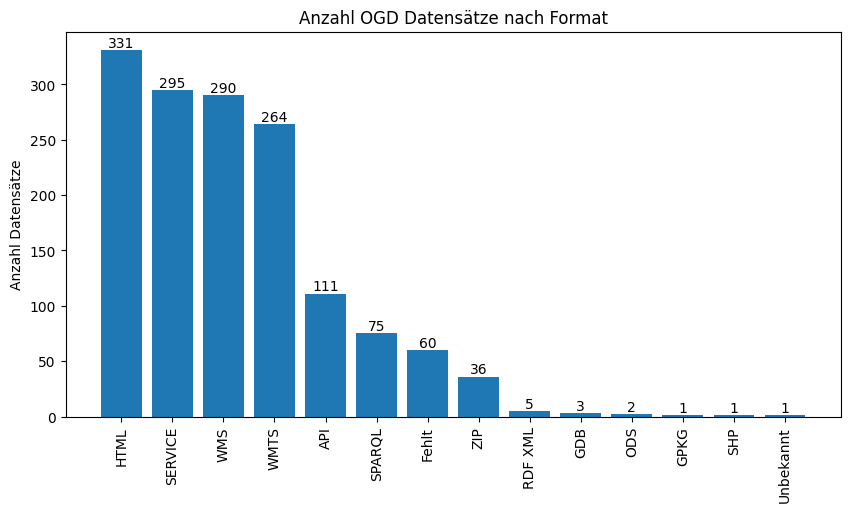 Anzahl OGD Datensätze nach Format
Anzahl Datensätze
300
250
200
150
100
50
0
331
295
290
264
111
75
60
36
5
3
2
1
1
1
HTML
SERVICE
WMS
WMTS
API
SPARQL
Fehlt
ZIP
RDF XML
GDB
ODS
GPKG
SHP
Unbekannt